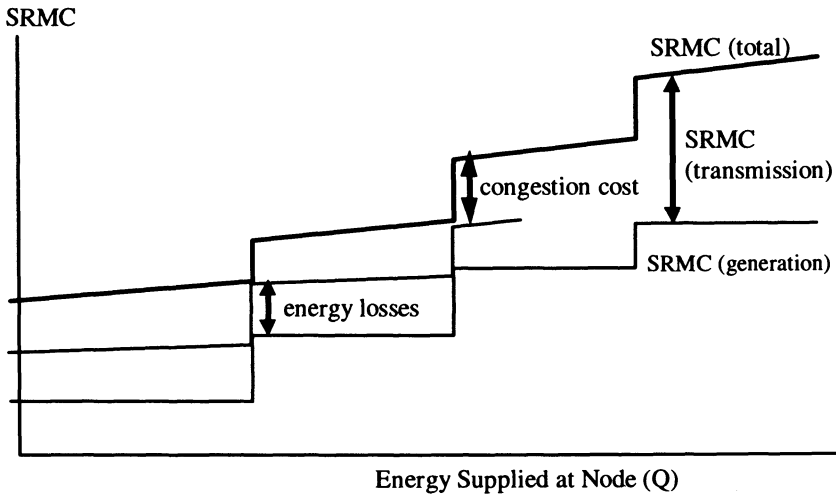 SRMC
SRMC (total)
SRMC
(transmission)
congestion cost
SRMC (generation)
energy losses
Energy Supplied at Node (Q)